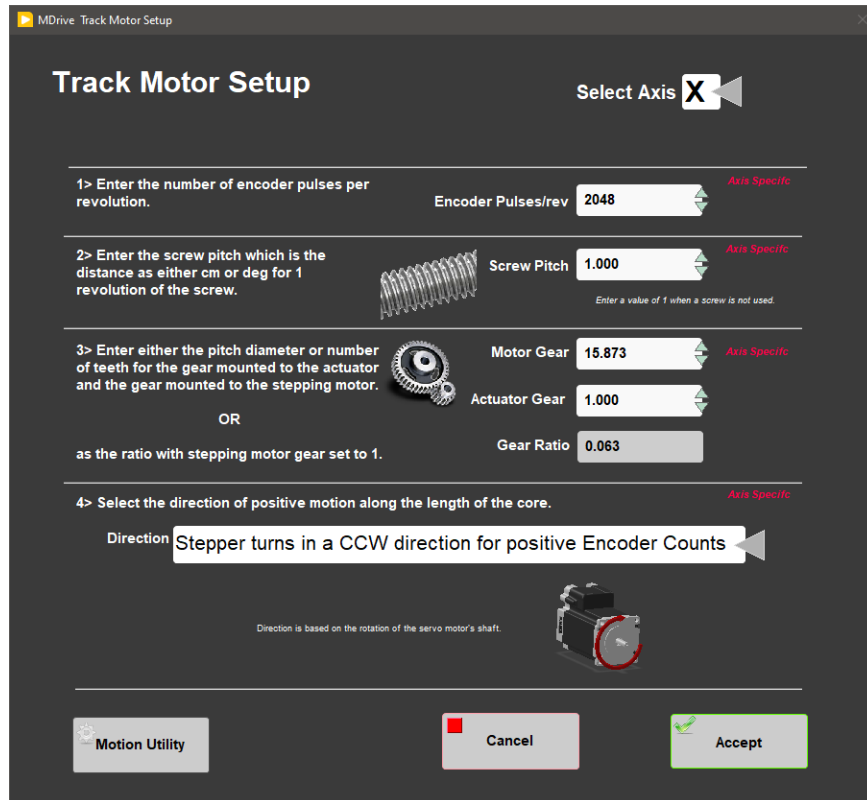 MDrive Track Motor Setup
Track Motor Setup
Select Axis X
1> Enter the number of encoder pulses per
revolution.
Axis Specifc
Encoder Pulses/rev 2048
2> Enter the screw pitch which is the
distance as either cm or deg for 1
revolution of the screw.
Axis Specifc
Screw Pitch 1.000
Enter a value of 1 when a screw is not used.
3> Enter either the pitch diameter or number
of teeth for the gear mounted to the actuator
and the gear mounted to the stepping motor.
OR
as the ratio with stepping motor gear set to 1.
Motor Gear 15.873
Axis Specifc
Actuator Gear 1.000
Gear Ratio 0.063
4> Select the direction of positive motion along the length of the core.
Axis Specifc
Direction Stepper turns in a CCW direction for positive Encoder Counts
Direction is based on the rotation of the servo motor's shaft.
Motion Utility
Cancel
Accept